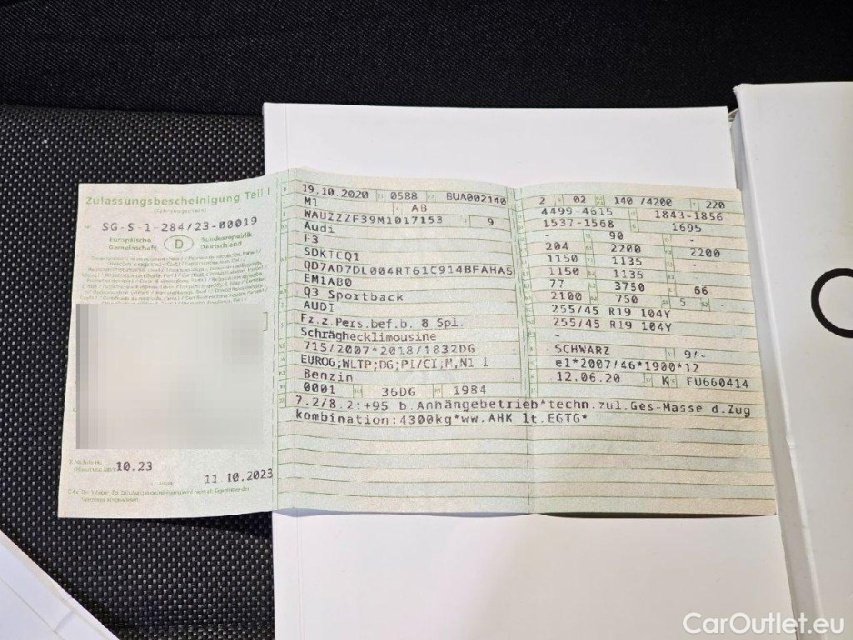 Zulassungsbescheinigung Teil I
SG-S-1-284/23-00019
Europäische Gemeinschaft
D
Bundesrepublik Deutschland
10.23
11.10.2023
19.10.2020 0588 BUA002140
M1 AB
WAUZZZF39M1017153 9
Audi
F3
SDKTCQ1
QD7AD7DL004RT61C914BFAHA5
EM1AB0
Q3 Sportback
AUDI
Fz.z.Pers.bef.b. 8 Spl.
Schräghecklimousine
715/2007*2018/1832DG
EURO6;WLTP;DG;PI/CI;M,N1 I
Benzin
0001 36DG 1984
7.2/8.2:+95 b.Anhängebetrieb*techn.zul.Ges-Masse d.Zug
kombination:4300kg*ww.AHK lt.EGTG*
2 02 140 /4200 220
4499-4615 1843-1856
1537-1568 1695
- 90 -
204 2200 2200
1150 1135
1150 1135
77 3750 66
2100 750 5
255/45 R19 104Y
255/45 R19 104Y
SCHWARZ 9/-
e1*2007/46*1900*12
12.06.20 K FU660414
CarOutlet.eu